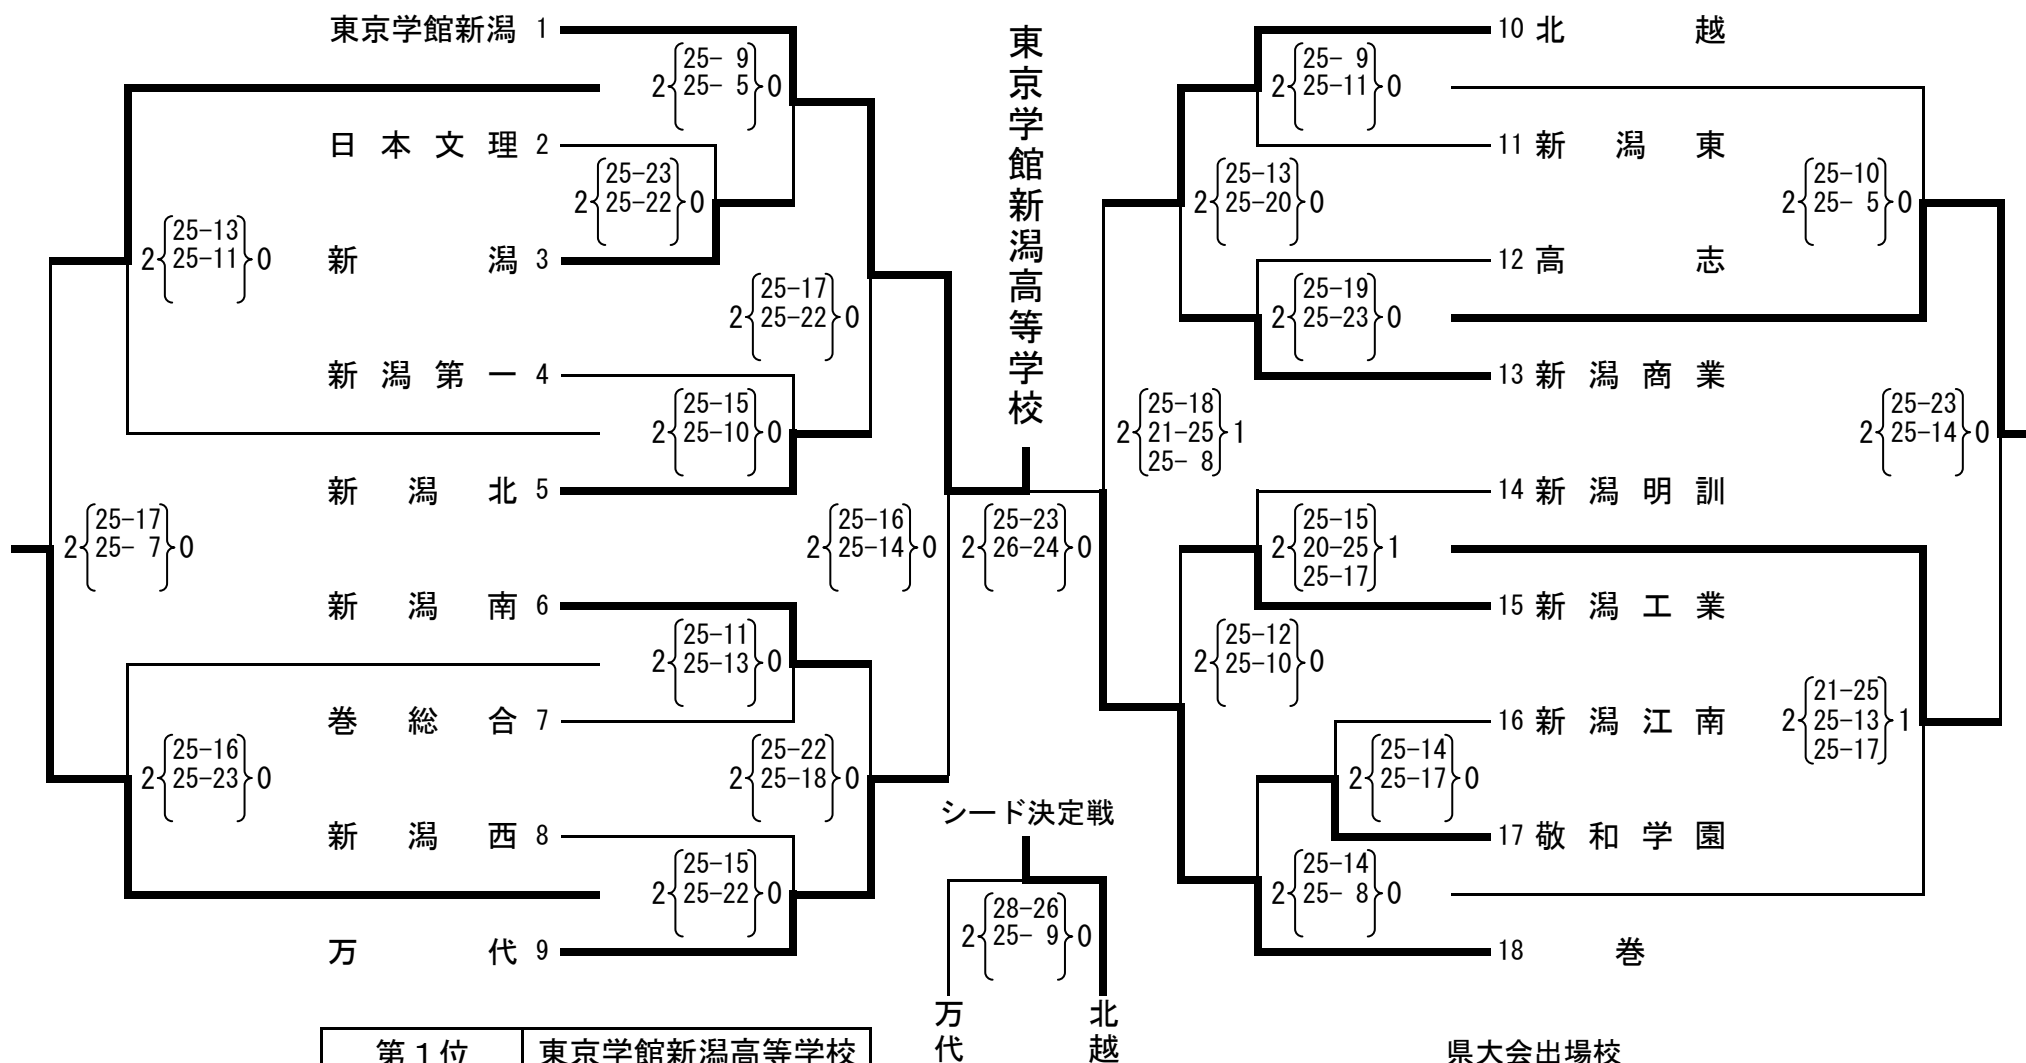 東京学館新潟 1
25- 9
2 25- 5 0
日本文理 2
25-23
2 25-22 0
25-13
2 25-11 0
新潟 3
25-17
2 25-22 0
新潟第一 4
25-15
2 25-10 0
新潟北 5
25-17
2 25- 7 0
25-16
2 25-14 0
新潟南 6
25-11
2 25-13 0
巻総合 7
25-16
2 25-23 0
25-22
2 25-18 0
新潟西 8
25-15
2 25-22 0
万代 9
東京学館新潟高等学校
25-23
2 26-24 0
シード決定戦
28-26
2 25- 9 0
万代
北越
10 北越
25- 9
2 25-11 0
11 新潟東
25-13
2 25-20 0
25-10
2 25- 5 0
12 高志
25-19
2 25-23 0
13 新潟商業
25-18
2 21-25 1
25- 8
25-23
2 25-14 0
14 新潟明訓
25-15
2 20-25 1
25-17
15 新潟工業
25-12
2 25-10 0
16 新潟江南
21-25
2 25-13 1
25-17
25-14
2 25-17 0
17 敬和学園
25-14
2 25- 8 0
18 巻
第１位 東京学館新潟高等学校
県大会出場校